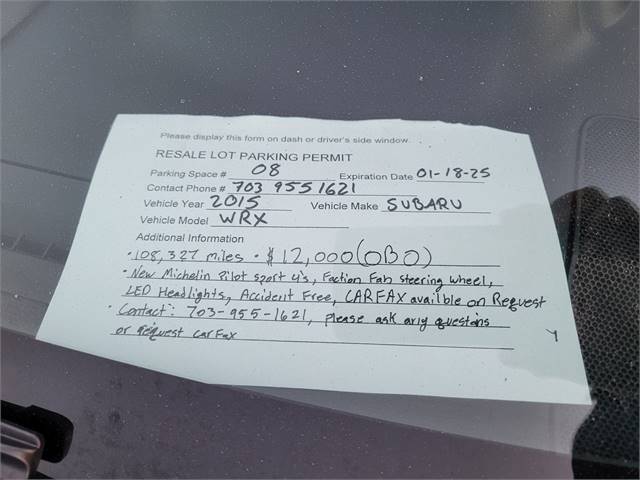 Please display this form on dash or driver's side window.
RESALE LOT PARKING PERMIT
Parking Space # 08 Expiration Date 01-18-25
Contact Phone # 703 955 1621
Vehicle Year 2015 Vehicle Make SUBARU
Vehicle Model WRX
Additional Information
• 108,327 miles • $12,000 (OBO)
• New Michelin Pilot sport 4's, Faction Fab steering wheel,
LED Headlights, Accident Free, CARFAX availble on Request
• Contact: 703-955-1621, please ask any questions
or request carfax